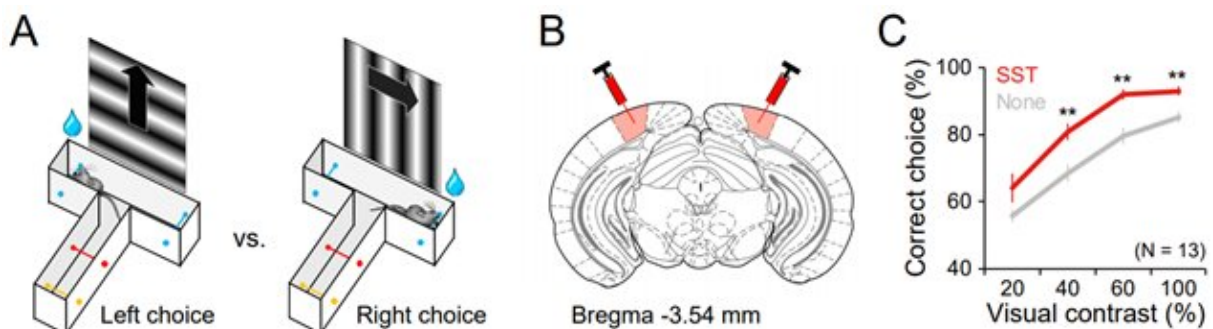 A
Left choice
vs.
Right choice
B
Bregma -3.54 mm
C
Correct choice (%)
100
80
60
40
SST
None
**
**
**
(N = 13)
20 40 60 100
Visual contrast (%)